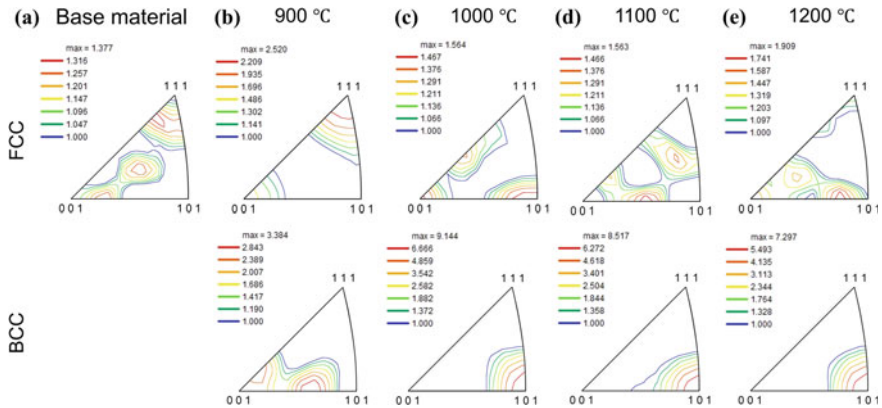 (a) Base material (b) 900 ℃ (c) 1000 ℃ (d) 1100 ℃ (e) 1200 ℃
FCC
max = 1.377
1.316
1.257
1.201
1.147
1.096
1.047
1.000
1 1 1
0 0 1
1 0 1
max = 2.520
2.209
1.935
1.696
1.486
1.302
1.141
1.000
1 1 1
0 0 1
1 0 1
max = 1.564
1.467
1.376
1.291
1.211
1.136
1.066
1.000
1 1 1
0 0 1
1 0 1
max = 1.563
1.466
1.376
1.291
1.211
1.136
1.066
1.000
1 1 1
0 0 1
1 0 1
max = 1.909
1.741
1.587
1.447
1.319
1.203
1.097
1.000
1 1 1
0 0 1
1 0 1
BCC
max = 3.384
2.843
2.389
2.007
1.686
1.417
1.190
1.000
1 1 1
0 0 1
1 0 1
max = 9.144
6.666
4.859
3.542
2.582
1.882
1.372
1.000
1 1 1
0 0 1
1 0 1
max = 8.517
6.272
4.618
3.401
2.504
1.844
1.358
1.000
1 1 1
0 0 1
1 0 1
max = 7.297
5.493
4.135
3.113
2.344
1.764
1.328
1.000
1 1 1
0 0 1
1 0 1